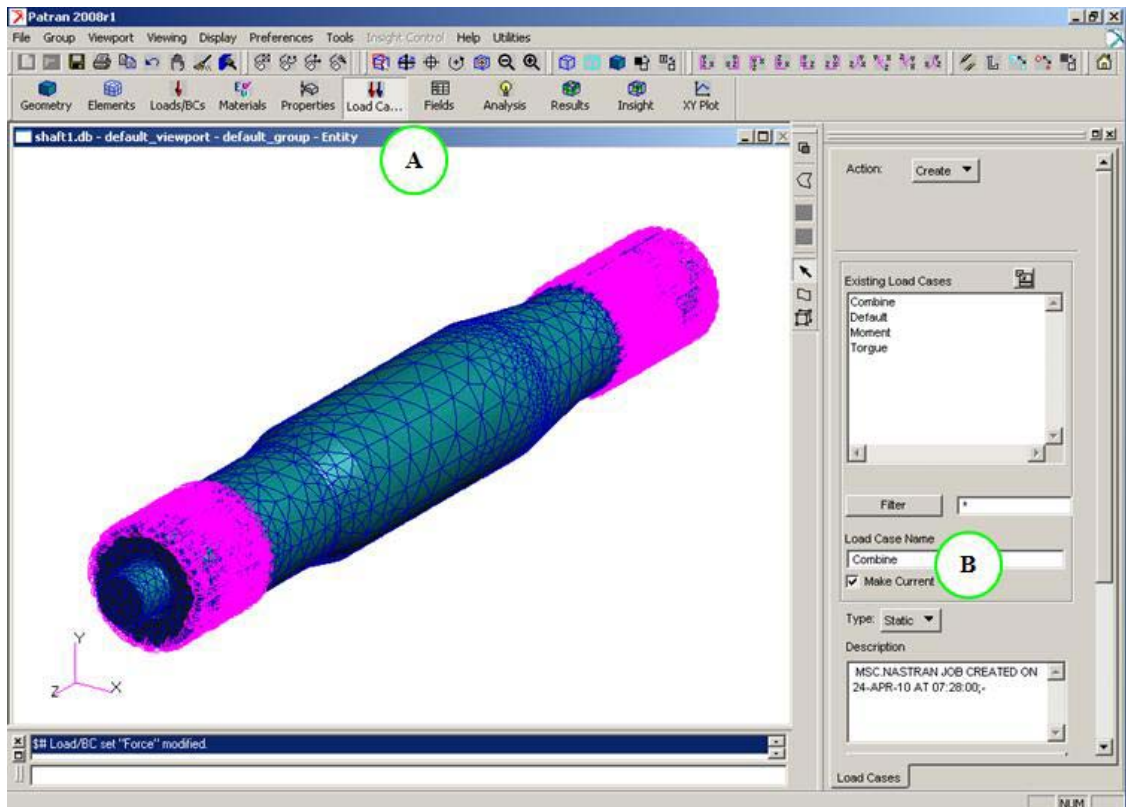 Patran 2008r1
File Group Viewport Viewing Display Preferences Tools Insight Control Help Utilities
Geometry Elements Loads/BCs Materials Properties Load Ca... Fields Analysis Results Insight XY Plot
shaft1.db - default_viewport - default_group - Entity
A
Action: Create
Existing Load Cases
Combine
Default
Moment
Torgue
Filter *
Load Case Name
Combine
B
Make Current
Type: Static
Description
MSC.NASTRAN JOB CREATED ON
24-APR-10 AT 07:28:00;-
Y
Z X
$# Load/BC set "Force" modified.
Load Cases
NUM